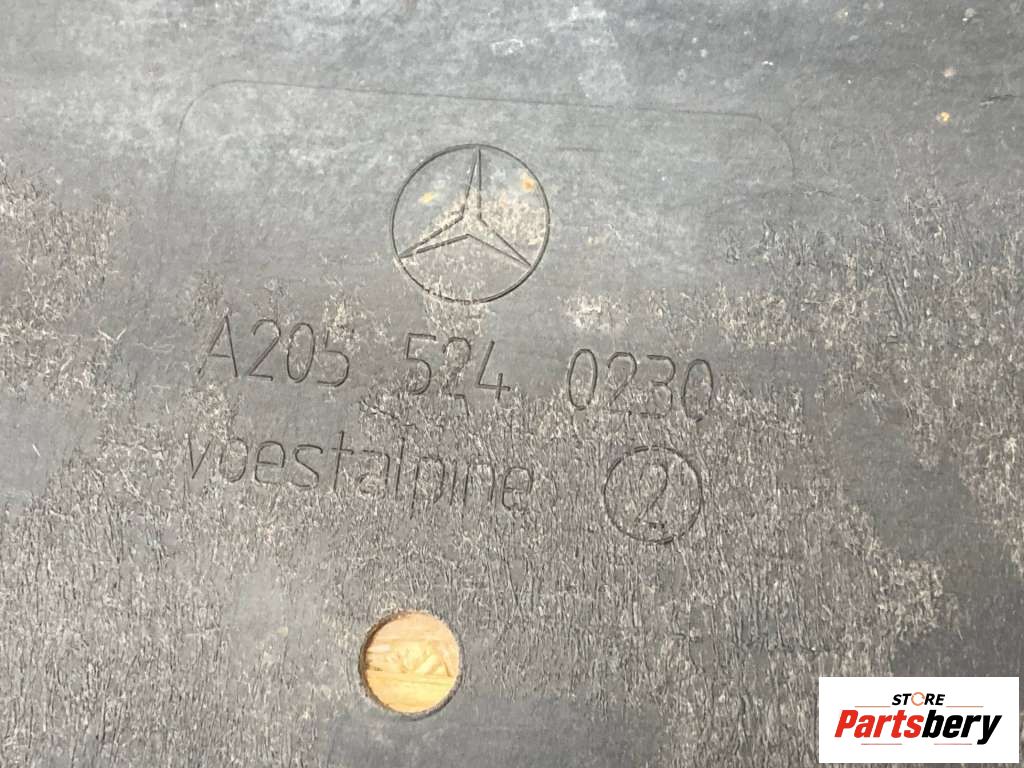 A205 524 0230
voestalpine 2
STORE
Partsbery